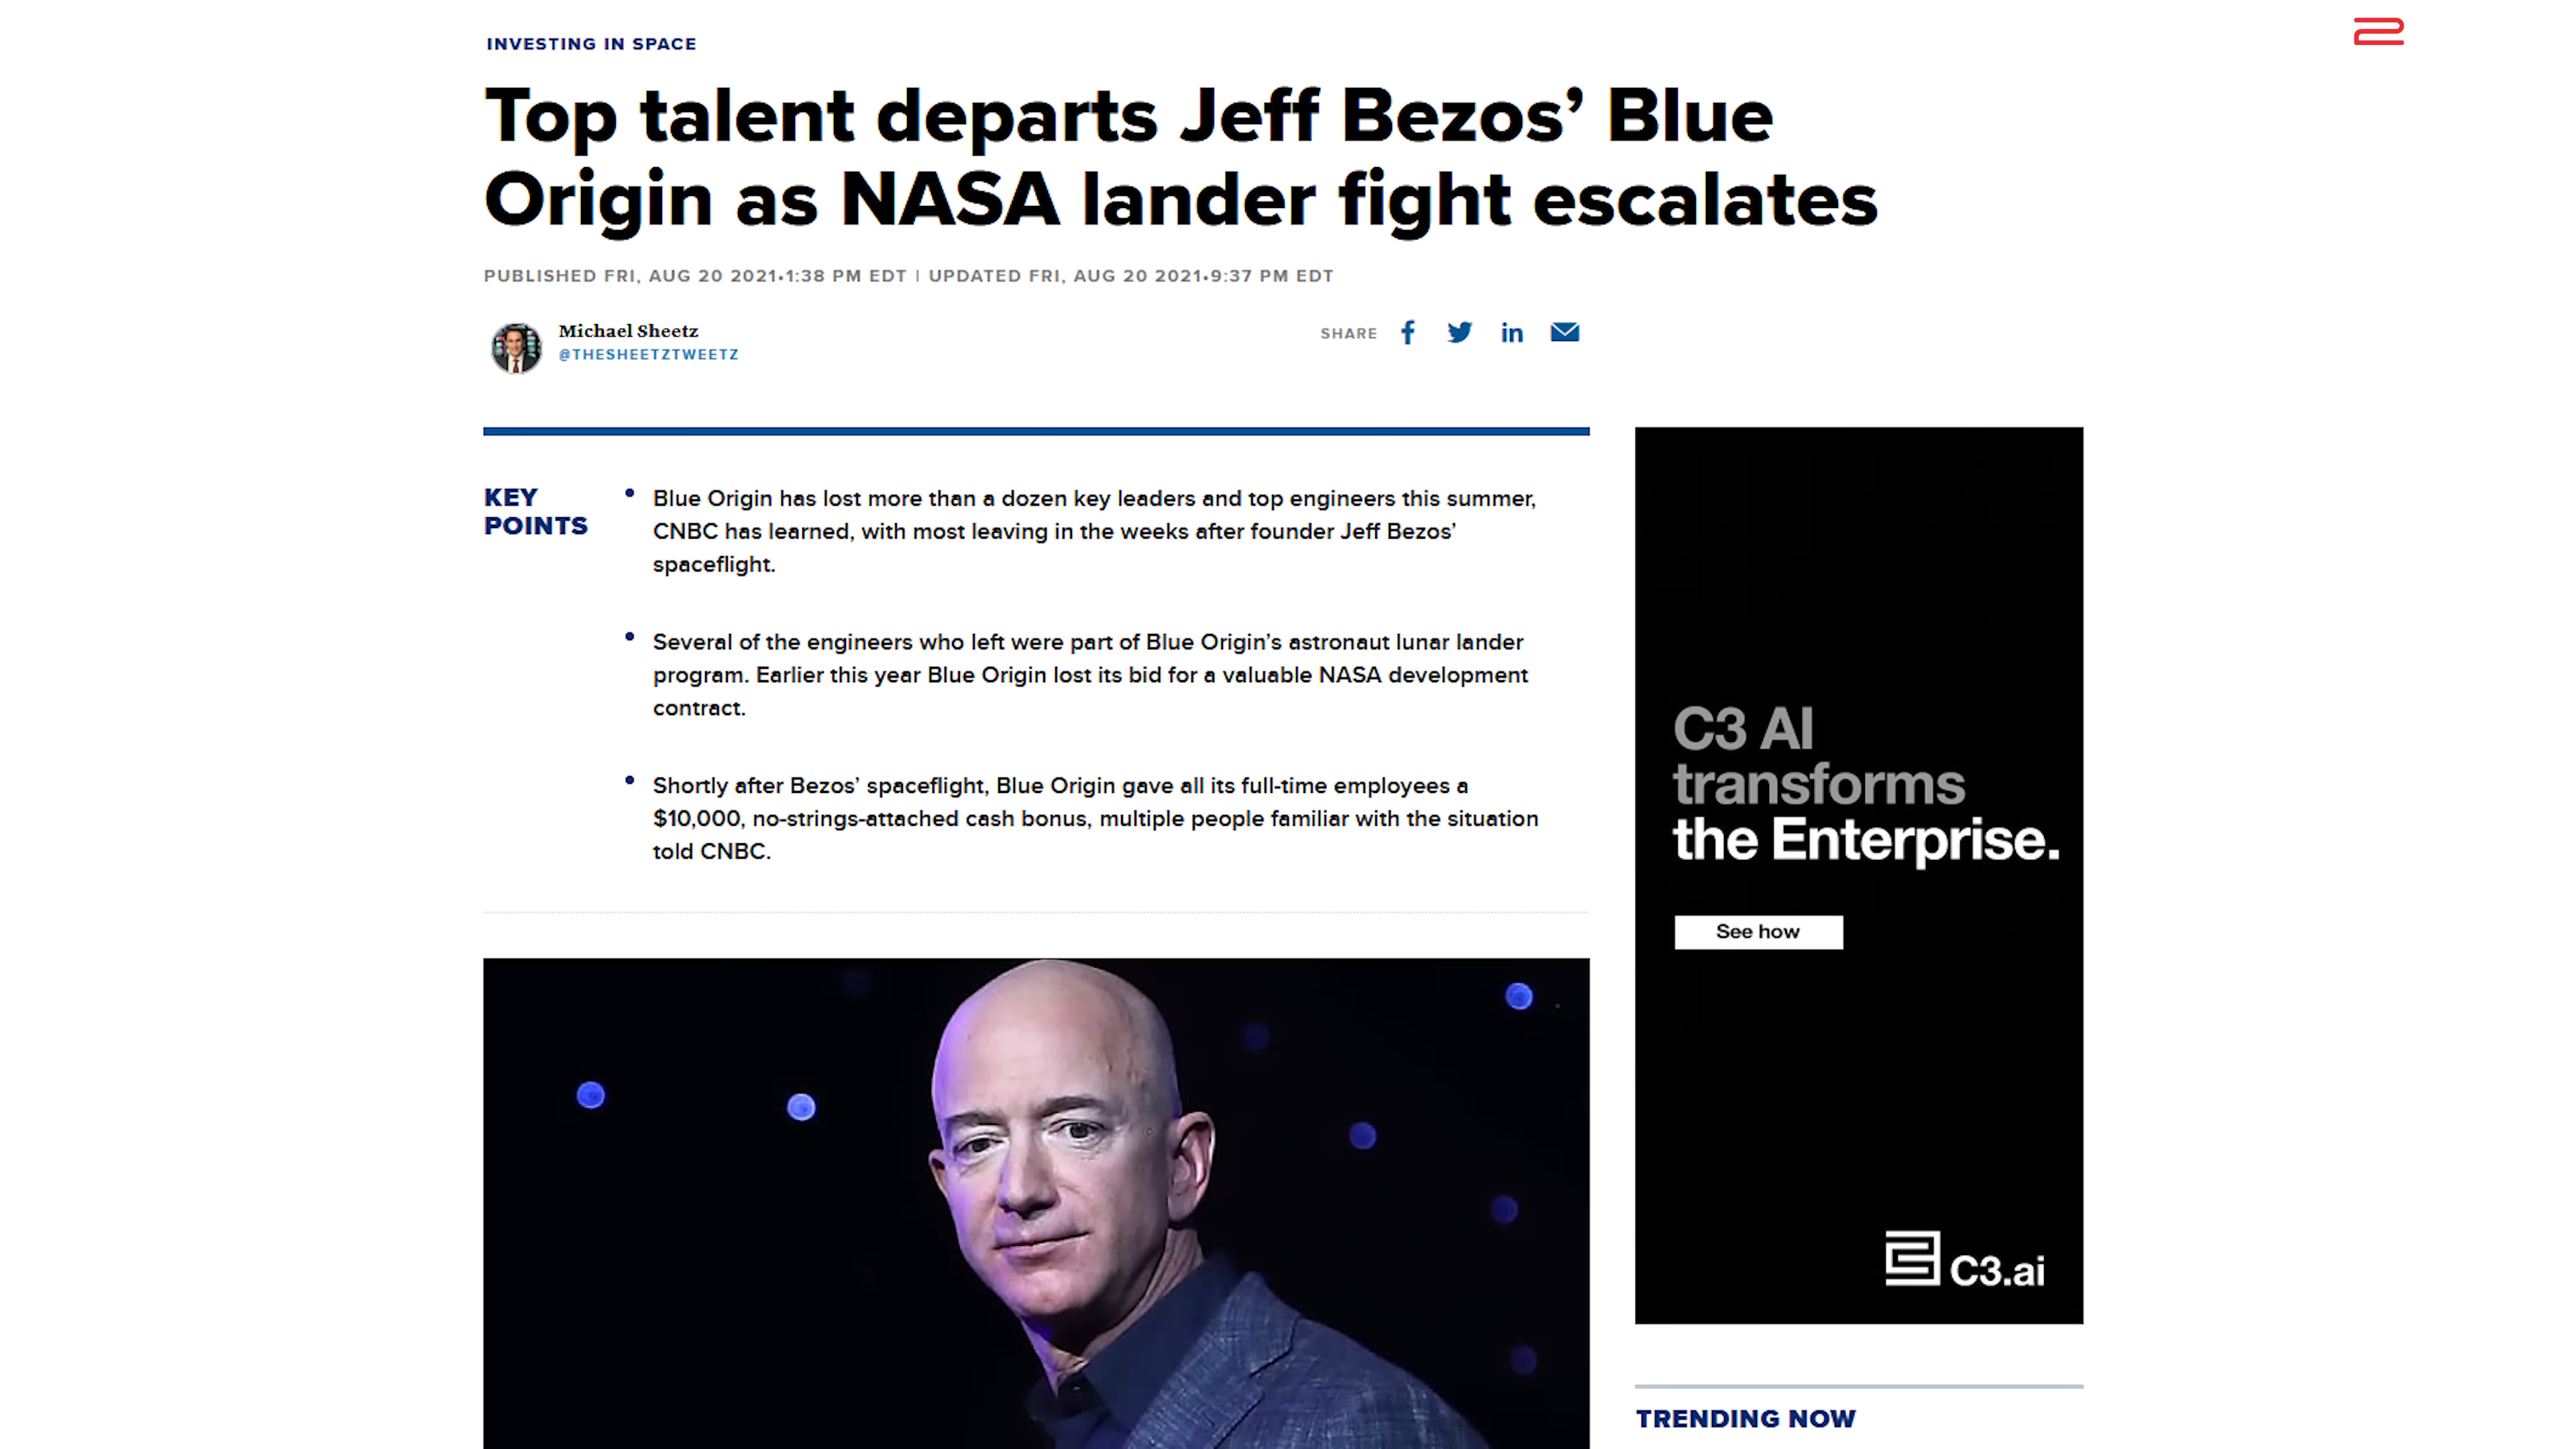 INVESTING IN SPACE
Top talent departs Jeff Bezos’ Blue
Origin as NASA lander fight escalates
PUBLISHED FRI, AUG 20 2021•1:38 PM EDT | UPDATED FRI, AUG 20 2021•9:37 PM EDT
Michael Sheetz
@THESHEETZTWEETZ
SHARE
KEY
POINTS
Blue Origin has lost more than a dozen key leaders and top engineers this summer,
CNBC has learned, with most leaving in the weeks after founder Jeff Bezos’
spaceflight.
Several of the engineers who left were part of Blue Origin’s astronaut lunar lander
program. Earlier this year Blue Origin lost its bid for a valuable NASA development
contract.
Shortly after Bezos’ spaceflight, Blue Origin gave all its full-time employees a
$10,000, no-strings-attached cash bonus, multiple people familiar with the situation
told CNBC.
C3 AI
transforms
the Enterprise.
See how
C3.ai
TRENDING NOW